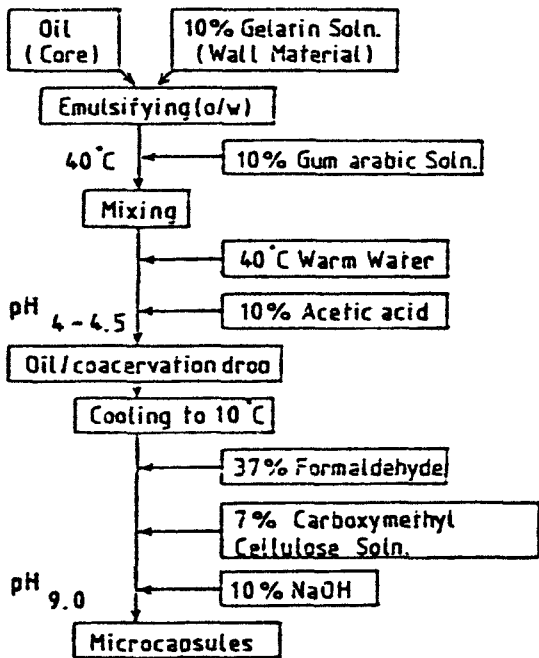 Oil
(Core)
10% Gelarin Soln.
(Wall Material)
Emulsifying(o/w)
40°C
10% Gum arabic Soln.
Mixing
40°C Warm Water
pH 4-4.5
10% Acetic acid
Oil/coacervation drop
Cooling to 10°C
37% Formaldehyde
7% Carboxymethyl
Cellulose Soln.
pH 9.0
10% NaOH
Microcapsules